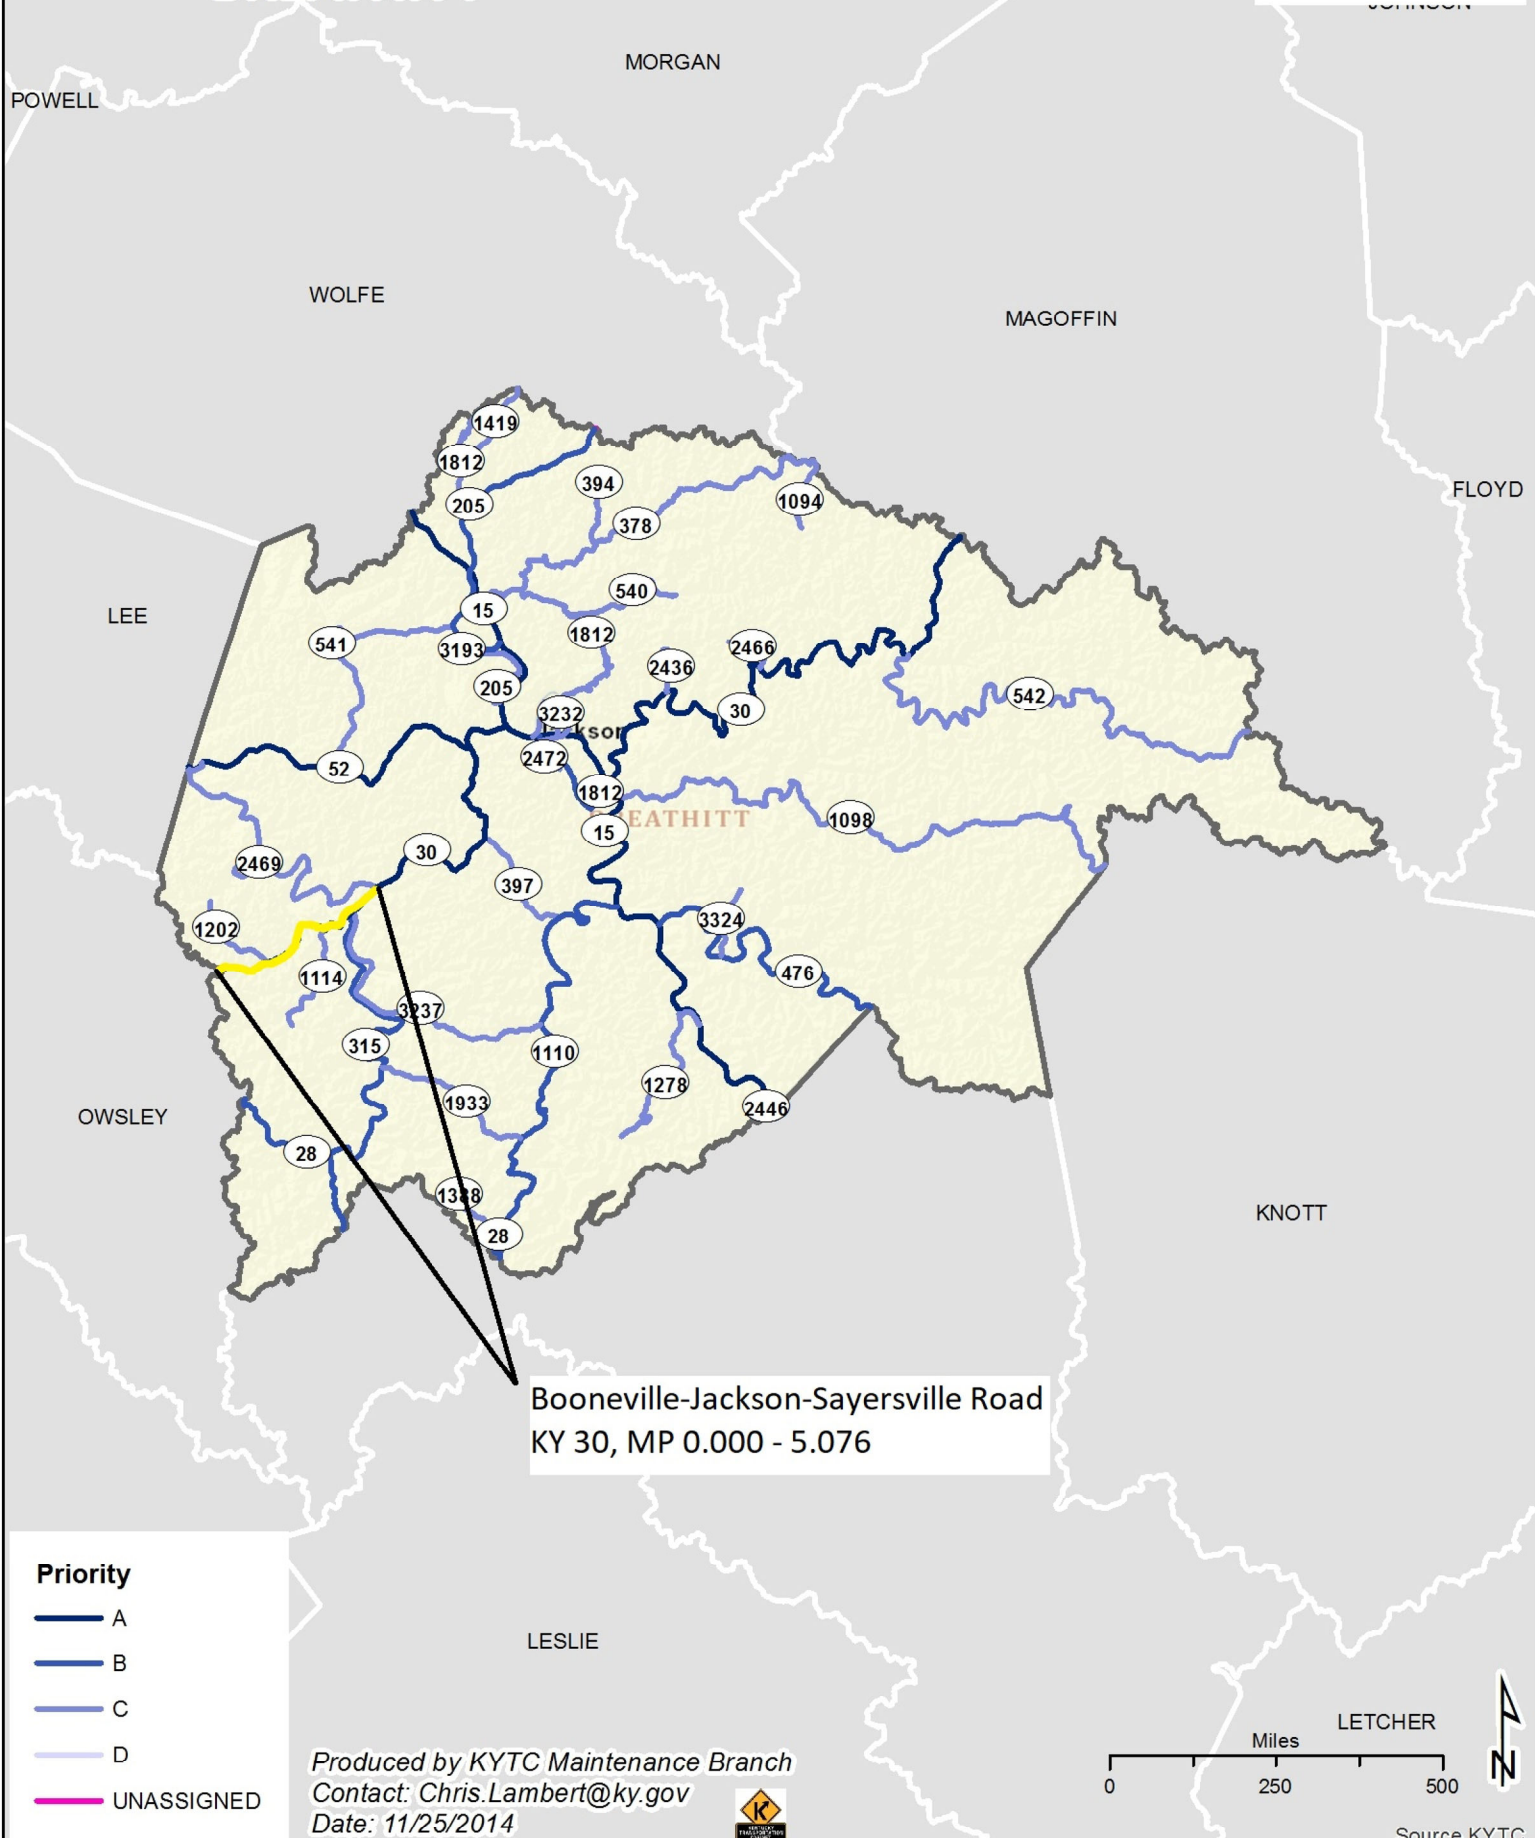 MORGAN
POWELL
WOLFE
MAGOFFIN
1419
1812
394
205
378
1094
FLOYD
540
15
LEE
1812
541
3193
2466
2436
205
542
30
3232
2472
52
1812
1098
BREATHITT
15
30
2469
397
3324
1202
476
1114
3237
315
1110
1278
1933
2446
OWSLEY
28
1388
KNOTT
28
Booneville-Jackson-Sayersville Road
KY 30, MP 0.000 - 5.076
Priority
A
B
C
D
UNASSIGNED
LESLIE
LETCHER
Miles
0 250 500
N
Produced by KYTC Maintenance Branch
Contact: Chris.Lambert@ky.gov
Date: 11/25/2014
K